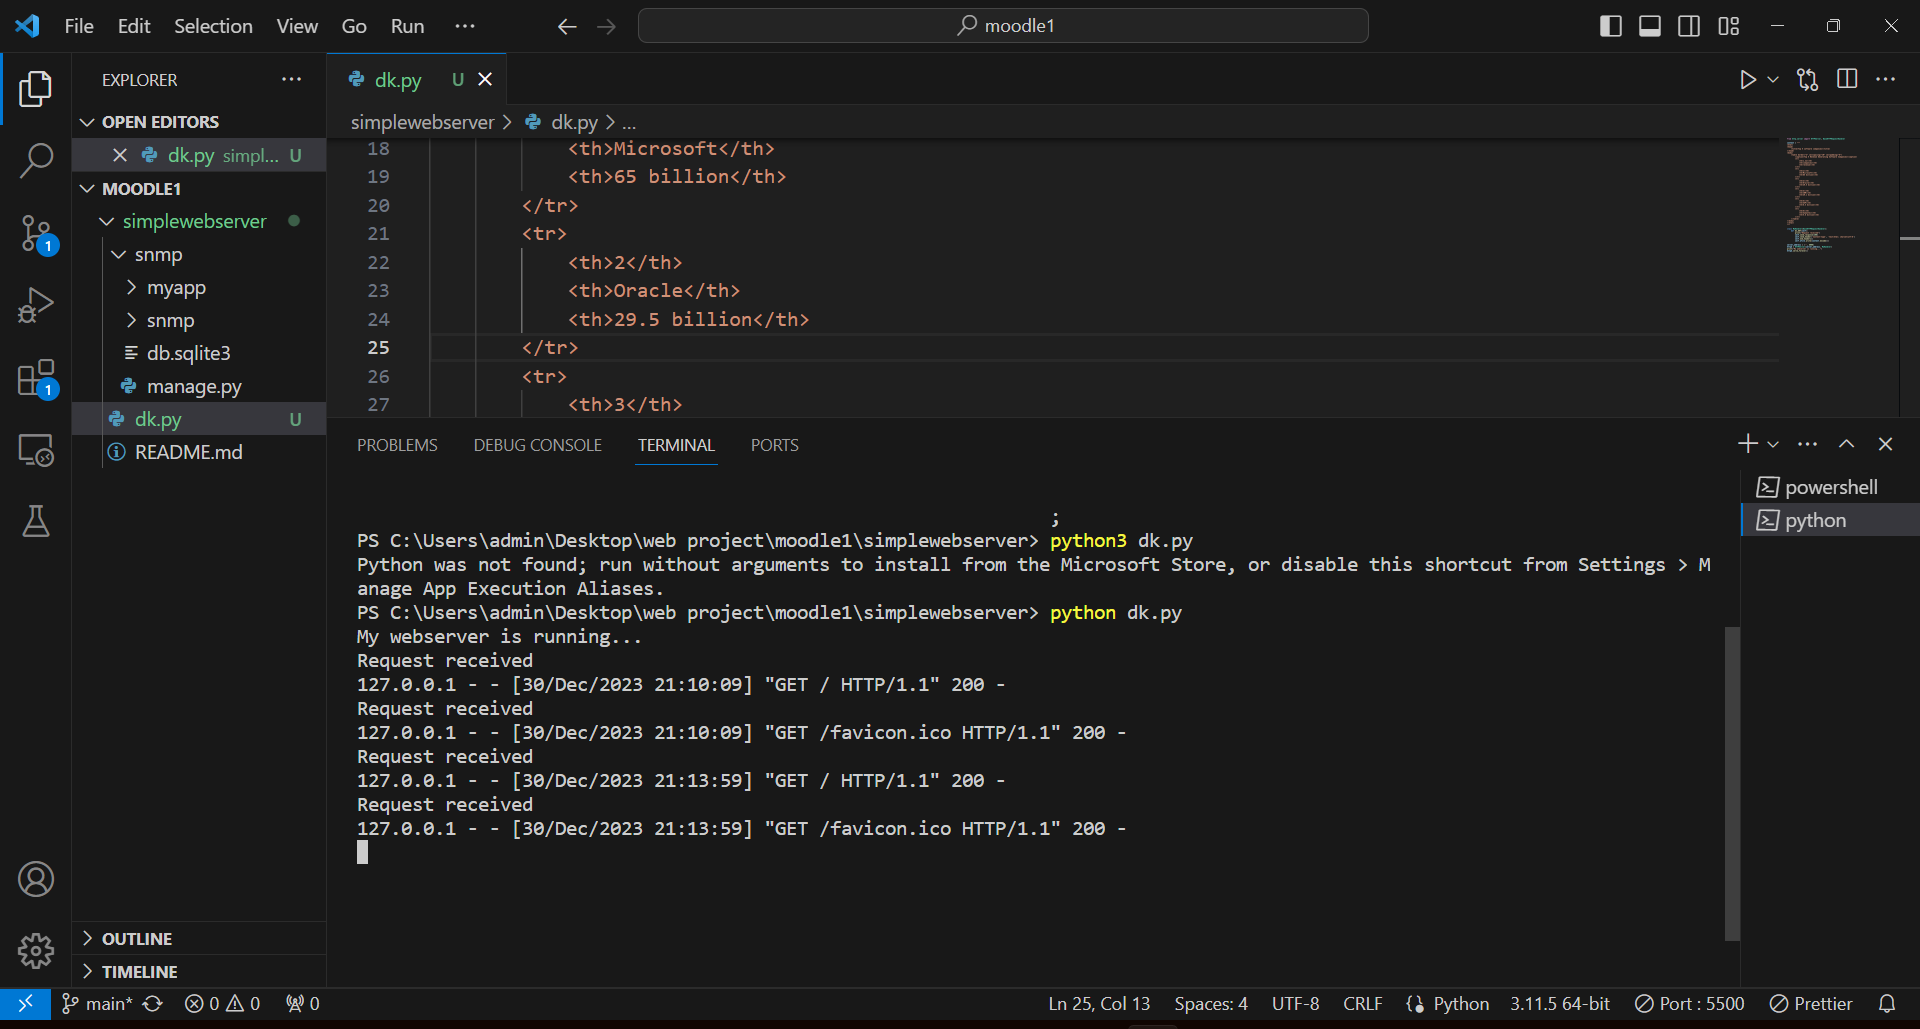 File Edit Selection View Go Run ··· moodle1
EXPLORER ···
OPEN EDITORS
dk.py simpl... U
MOODLE1
simplewebserver
snmp
myapp
snmp
db.sqlite3
manage.py
dk.py U
README.md
OUTLINE
TIMELINE
dk.py U
simplewebserver > dk.py > ...
18 <th>Microsoft</th>
19 <th>65 billion</th>
20 </tr>
21 <tr>
22 <th>2</th>
23 <th>Oracle</th>
24 <th>29.5 billion</th>
25 </tr>
26 <tr>
27 <th>3</th>
PROBLEMS DEBUG CONSOLE TERMINAL PORTS
;
PS C:\Users\admin\Desktop\web project\moodle1\simplewebserver> python3 dk.py
Python was not found; run without arguments to install from the Microsoft Store, or disable this shortcut from Settings > M
anage App Execution Aliases.
PS C:\Users\admin\Desktop\web project\moodle1\simplewebserver> python dk.py
My webserver is running...
Request received
127.0.0.1 - - [30/Dec/2023 21:10:09] "GET / HTTP/1.1" 200 -
Request received
127.0.0.1 - - [30/Dec/2023 21:10:09] "GET /favicon.ico HTTP/1.1" 200 -
Request received
127.0.0.1 - - [30/Dec/2023 21:13:59] "GET / HTTP/1.1" 200 -
Request received
127.0.0.1 - - [30/Dec/2023 21:13:59] "GET /favicon.ico HTTP/1.1" 200 -
powershell
python
1
1
main* 0 0 0 Ln 25, Col 13 Spaces: 4 UTF-8 CRLF Python 3.11.5 64-bit Port : 5500 Prettier